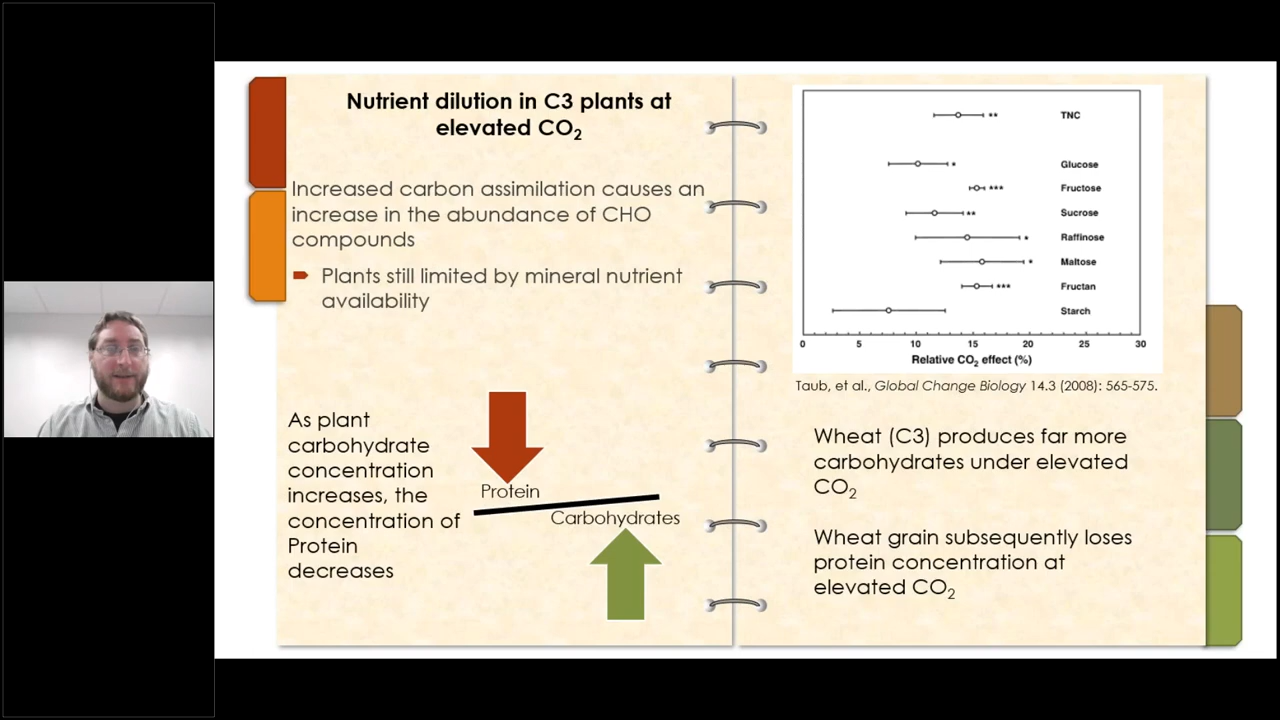 Nutrient dilution in C3 plants at
elevated CO2
Increased carbon assimilation causes an
increase in the abundance of CHO
compounds
Plants still limited by mineral nutrient
availability
As plant
carbohydrate
concentration
increases, the
concentration of
Protein
decreases
Protein
Carbohydrates
** TNC
* Glucose
*** Fructose
** Sucrose
* Raffinose
* Maltose
*** Fructan
Starch
0 5 10 15 20 25 30
Relative CO2 effect (%)
Taub, et al., Global Change Biology 14.3 (2008): 565-575.
Wheat (C3) produces far more
carbohydrates under elevated
CO2
Wheat grain subsequently loses
protein concentration at
elevated CO2